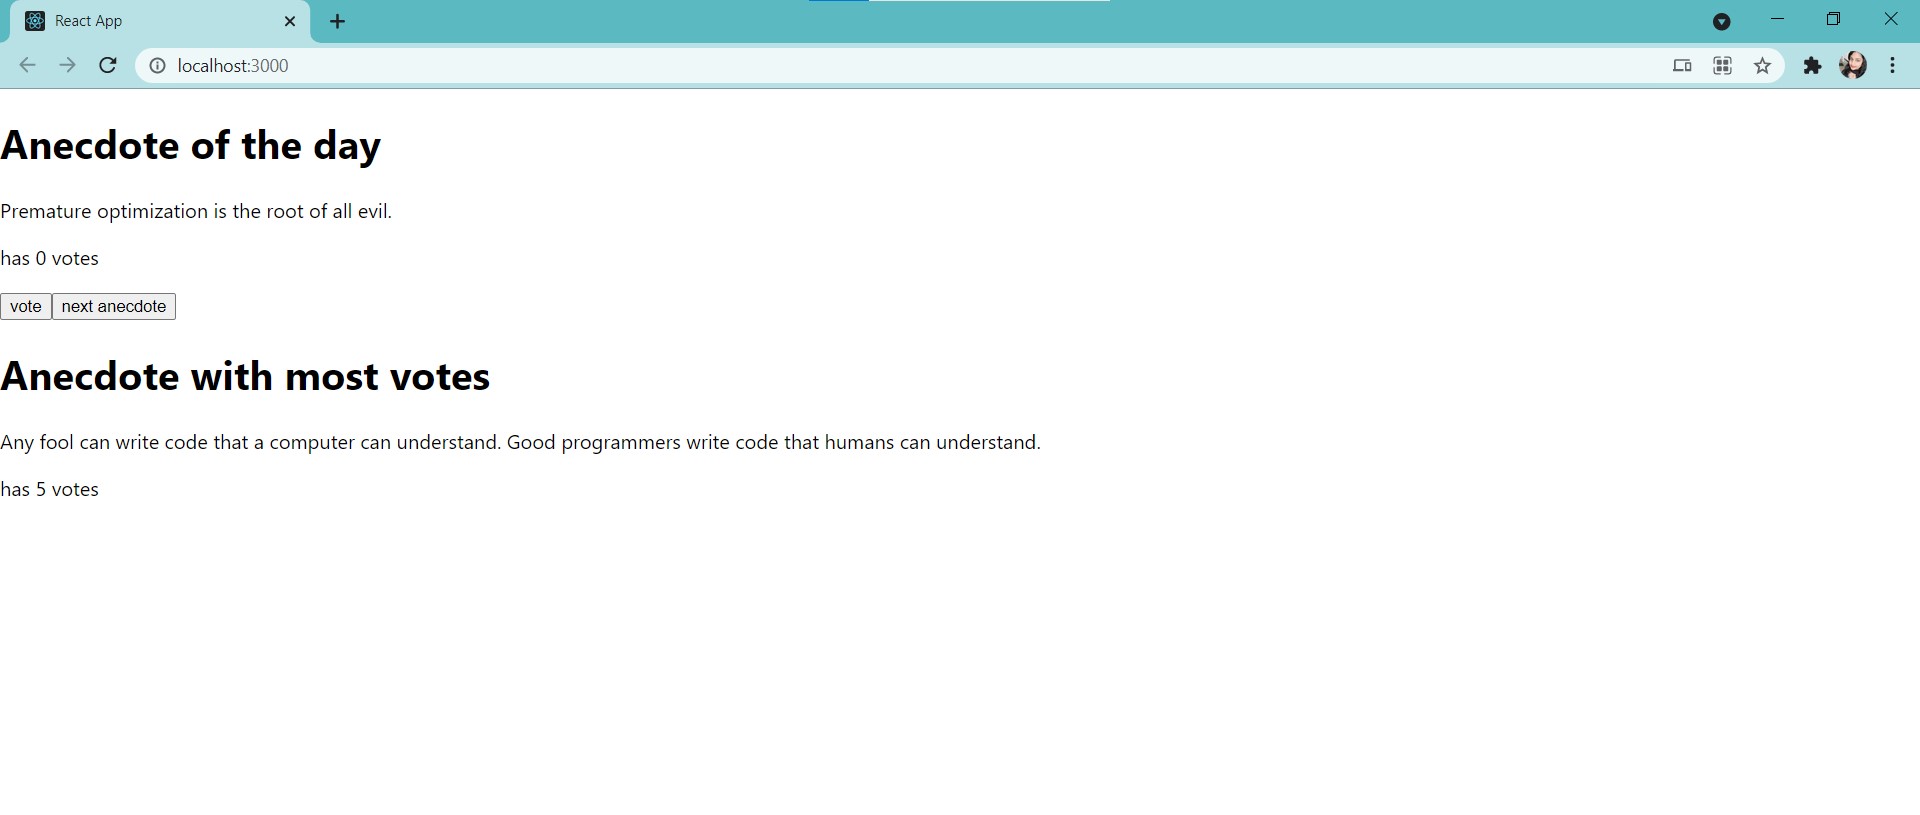 React App
localhost:3000
Anecdote of the day
Premature optimization is the root of all evil.
has 0 votes
vote next anecdote
Anecdote with most votes
Any fool can write code that a computer can understand. Good programmers write code that humans can understand.
has 5 votes